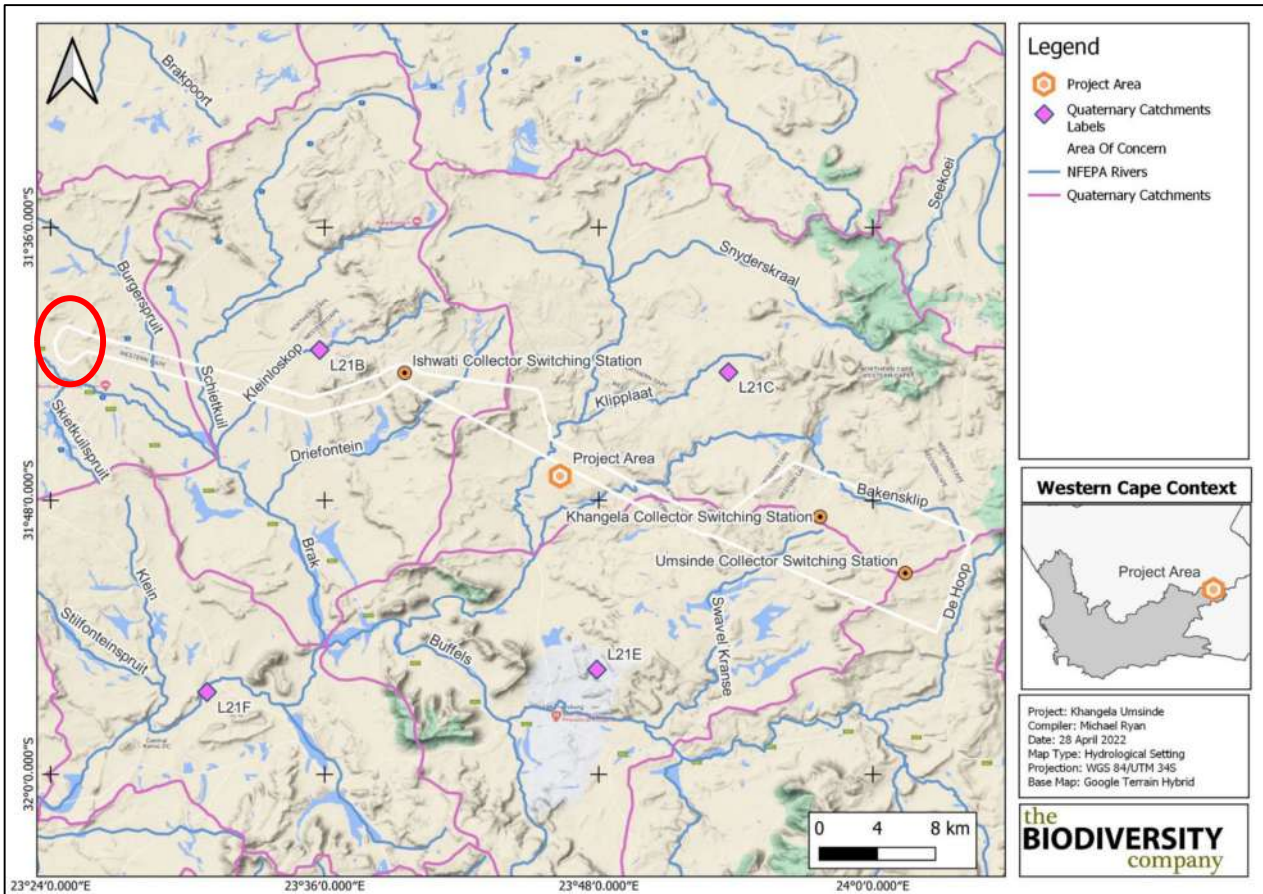 Legend
Project Area
Quaternary Catchments
Labels
Area Of Concern
NFEPA Rivers
Quaternary Catchments
Western Cape Context
Project Area
Project: Khangela Umsinde
Compiler: Michael Ryan
Date: 28 April 2022
Map Type: Hydrological Setting
Projection: WGS 84/UTM 34S
Base Map: Google Terrain Hybrid
the
BIODIVERSITY
company
Brakpoort
Seekoei
31°36'0.000"S
Burgerspruit
Snyderskraal
Kleinloskop
L21B
Ishwati Collector Switching Station
L21C
WESTERN CAPE
Schietkuil
Klipplaat
Skietkuilspruit
Driefontein
Project Area
31°48'0.000"S
Bakensklip
Khangela Collector Switching Station
Brak
Umsinde Collector Switching Station
De Hoop
Klein
Stilfonteinspruit
Buffels
Swavel Kranse
L21E
L21F
32°0'0.000"S
0 4 8 km
23°24'0.000"E
23°36'0.000"E
23°48'0.000"E
24°0'0.000"E